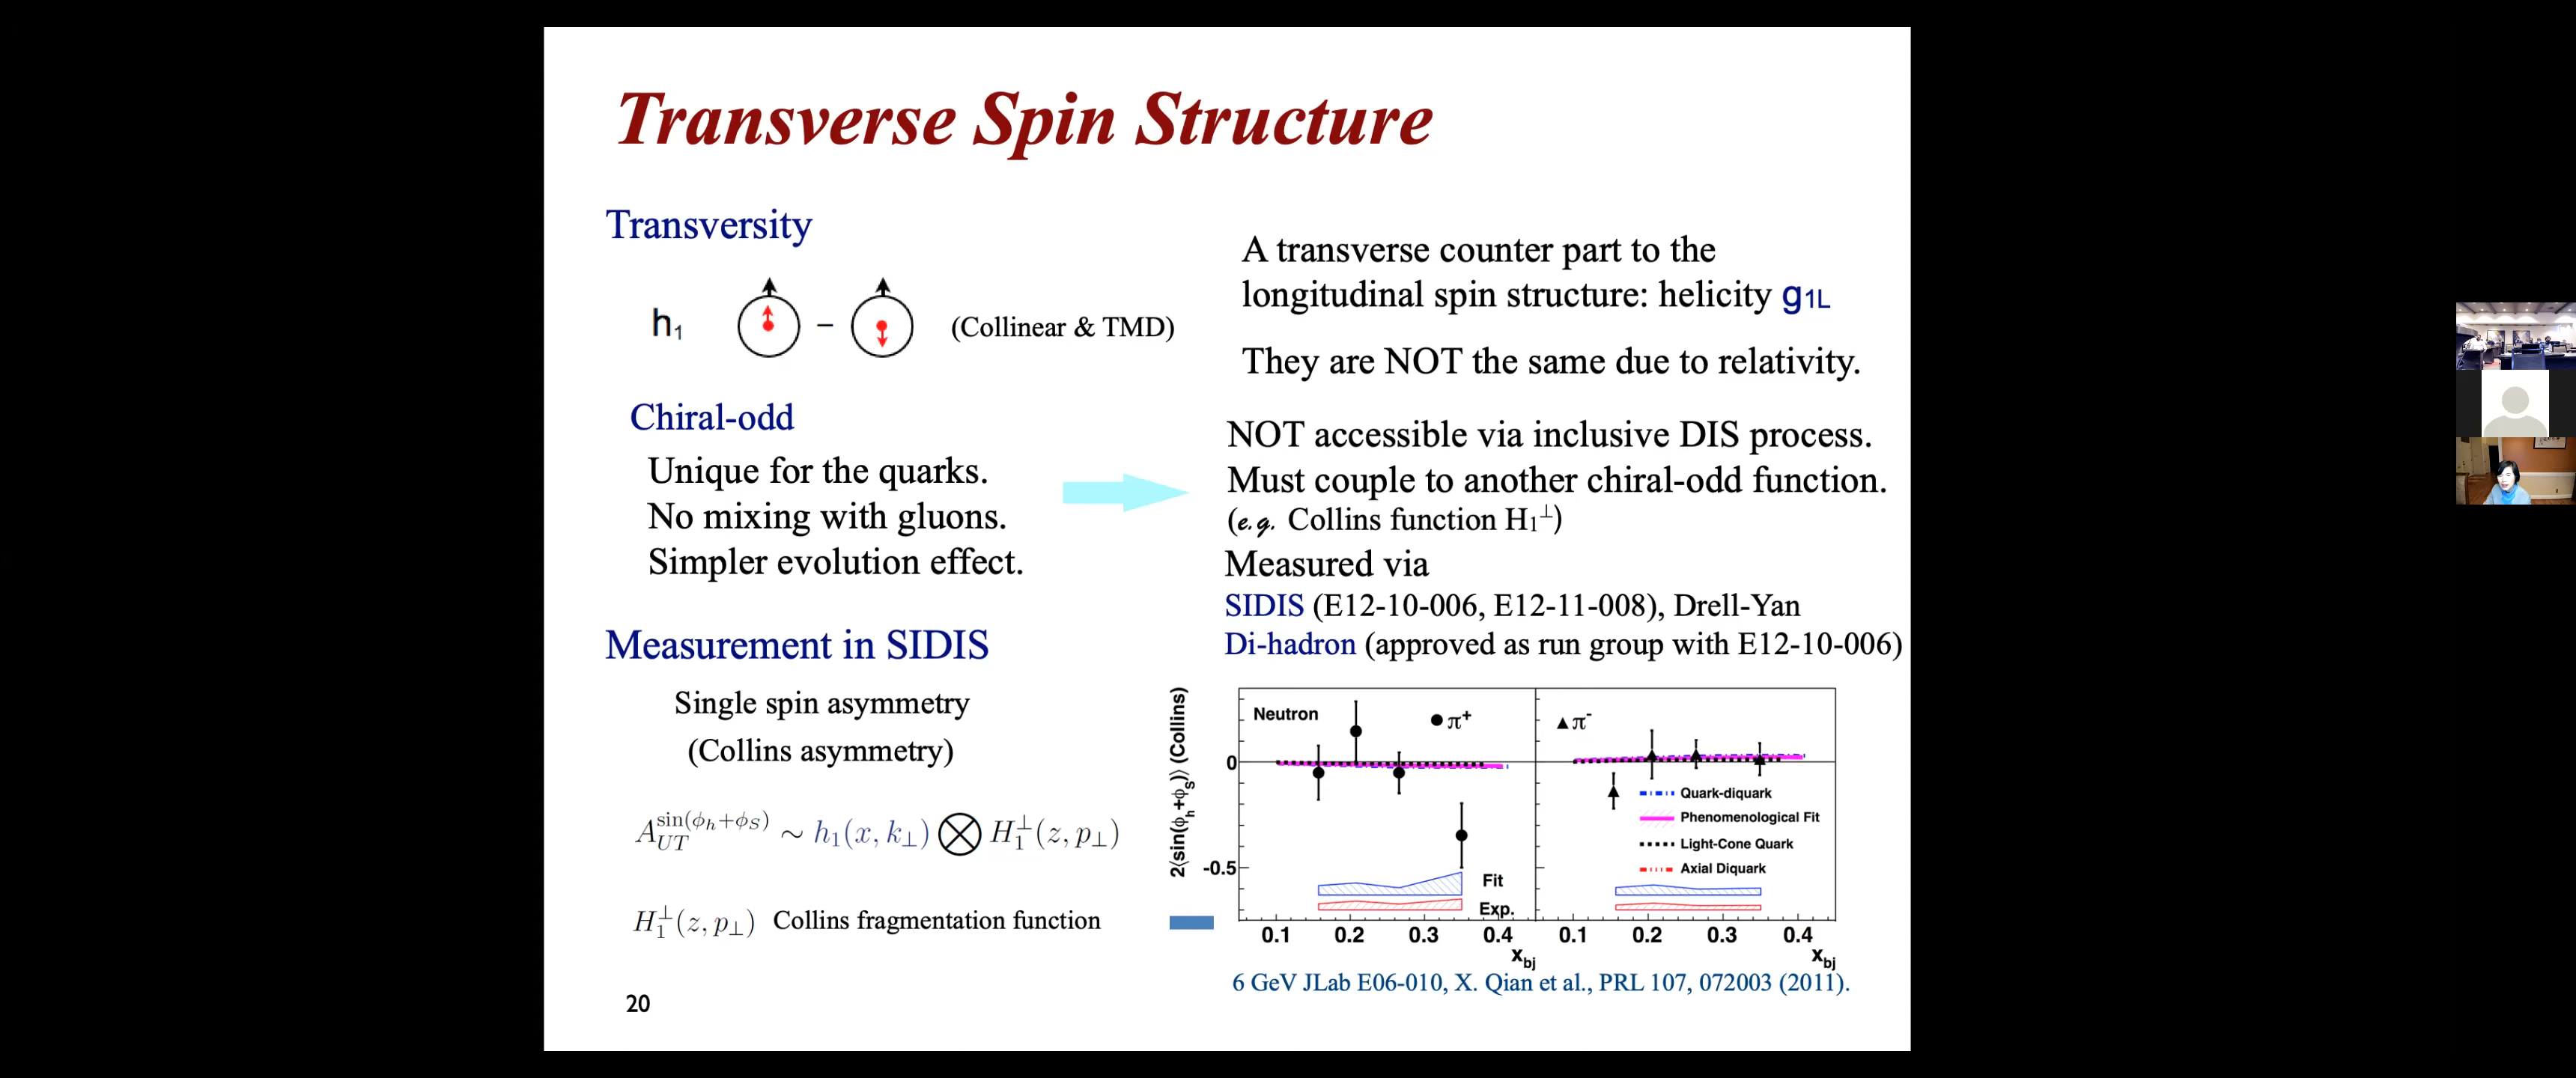 Transverse Spin Structure
Transversity
h₁ − (Collinear & TMD)
A transverse counter part to the
longitudinal spin structure: helicity g1L
They are NOT the same due to relativity.
Chiral-odd
Unique for the quarks.
No mixing with gluons.
Simpler evolution effect.
NOT accessible via inclusive DIS process.
Must couple to another chiral-odd function.
(e.g. Collins function H₁⊥)
Measured via
SIDIS (E12-10-006, E12-11-008), Drell-Yan
Di-hadron (approved as run group with E12-10-006)
Measurement in SIDIS
Single spin asymmetry
(Collins asymmetry)
A_UT^sin(ϕh+ϕS) ~ h₁(x, k⊥) ⊗ H₁⊥(z, p⊥)
H₁⊥(z, p⊥) Collins fragmentation function
2⟨sin(ϕh+ϕS)⟩ (Collins)
Neutron
π+
π-
0
-0.5
Quark-diquark
Phenomenological Fit
Light-Cone Quark
Axial Diquark
Fit
Exp.
0.1 0.2 0.3 0.4 0.1 0.2 0.3 0.4
xbj xbj
6 GeV JLab E06-010, X. Qian et al., PRL 107, 072003 (2011).
20